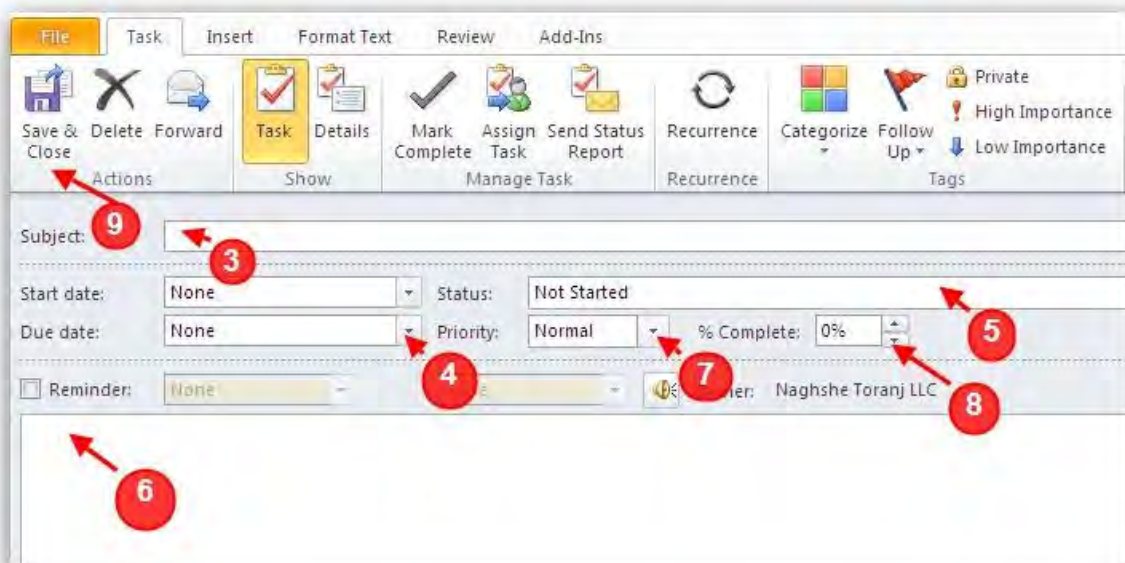 File Task Insert Format Text Review Add-Ins
Save & Close Delete Forward Task Details Mark Complete Assign Task Send Status Report Recurrence Categorize Follow Up Private
High Importance
Low Importance
Actions Show Manage Task Recurrence Tags
9
Subject:
3
Start date: None Status: Not Started
5
Due date: None Priority: Normal % Complete: 0%
4 7 8
Reminder: None Naghshe Toranj LLC
6